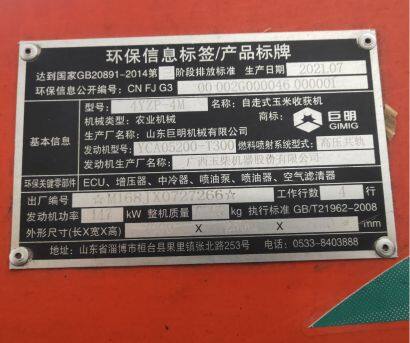 环保信息标签/产品标牌
达到国家GB20891-2014第三阶段排放标准 生产日期 2021.07
环保信息公开编号: CN FJ G3 00 002G000046 000001
基本信息
型号: 4YZP-4M 名称: 自走式玉米收获机
机械类型: 农业机械 商标: 巨明 GIMIG
生产厂名称: 山东巨明机械有限公司
发动机型号: YCA05200-T300 燃料喷射系统型式: 高压共轨
生产厂名称: 广西玉柴机器股份有限公司
环保关键零部件 ECU、增压器、中冷器、喷油泵、喷油器、空气滤清器
出厂编号 ☆M168JX0727266☆ 工作行数 4 行
发动机功率 147 kW 整机质量 kg 执行标准 GB/T21962-2008
外形尺寸(长X宽X高) X X mm
地址: 山东省淄博市桓台县果里镇张北路253号 电话: 0533-8403888